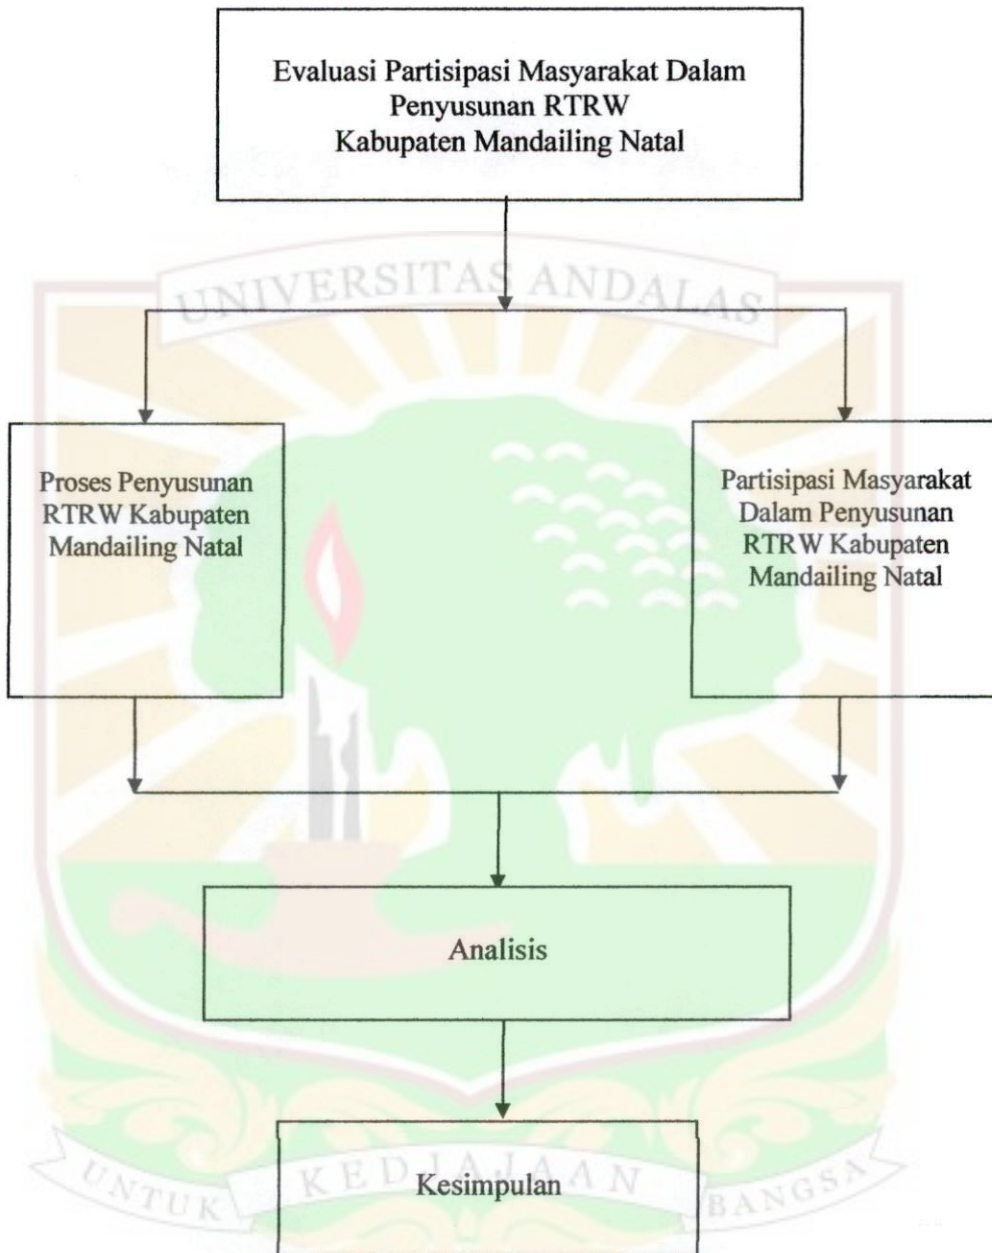 Evaluasi Partisipasi Masyarakat Dalam
Penyusunan RTRW
Kabupaten Mandailing Natal
UNIVERSITAS ANDALAS
Proses Penyusunan
RTRW Kabupaten
Mandailing Natal
Partisipasi Masyarakat
Dalam Penyusunan
RTRW Kabupaten
Mandailing Natal
Analisis
Kesimpulan
UNTUK KEDJAJAAN BANGSA